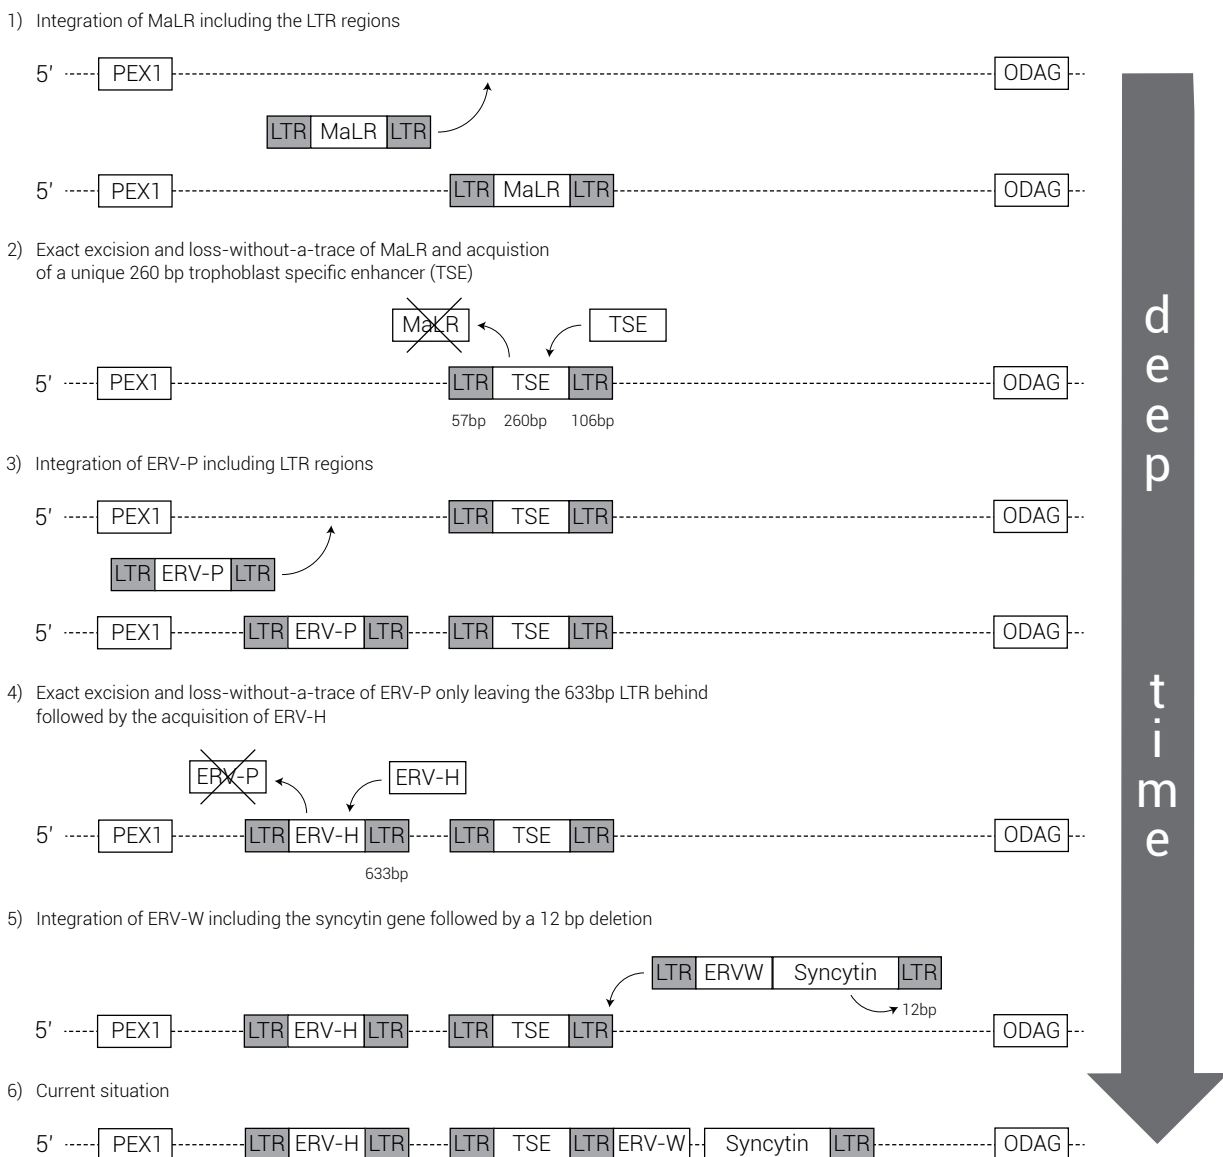 1) Integration of MaLR including the LTR regions
5' PEX1 ODAG
LTR MaLR LTR
5' PEX1 LTR MaLR LTR ODAG
2) Exact excision and loss-without-a-trace of MaLR and acquistion
of a unique 260 bp trophoblast specific enhancer (TSE)
MaLR TSE
5' PEX1 LTR TSE LTR ODAG
57bp 260bp 106bp
3) Integration of ERV-P including LTR regions
5' PEX1 LTR TSE LTR ODAG
LTR ERV-P LTR
5' PEX1 LTR ERV-P LTR LTR TSE LTR ODAG
4) Exact excision and loss-without-a-trace of ERV-P only leaving the 633bp LTR behind
followed by the acquisition of ERV-H
ERV-P ERV-H
5' PEX1 LTR ERV-H LTR LTR TSE LTR ODAG
633bp
5) Integration of ERV-W including the syncytin gene followed by a 12 bp deletion
LTR ERVW Syncytin LTR
12bp
5' PEX1 LTR ERV-H LTR LTR TSE LTR ODAG
6) Current situation
5' PEX1 LTR ERV-H LTR LTR TSE LTR ERV-W Syncytin LTR ODAG
deep time